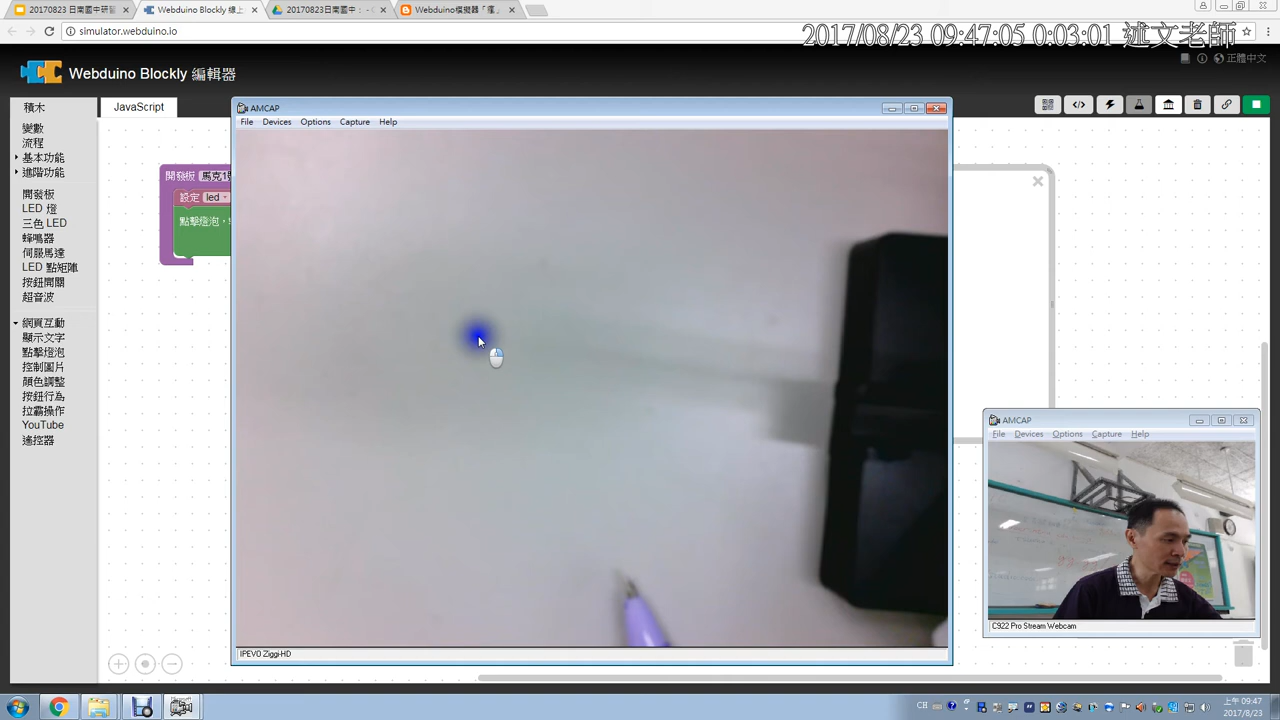 20170823 日南國中研習
Webduino Blockly 線上
20170823日南國中：- G
Webduino模擬器「擺」
simulator.webduino.io
2017/08/23 09:47:05 0:03:01 述文老師
Webduino Blockly 編輯器
正體中文
積木
JavaScript
變數
流程
基本功能
進階功能
開發板
LED 燈
三色 LED
蜂鳴器
伺服馬達
LED 點矩陣
按鈕開關
超音波
網頁互動
顯示文字
點擊燈泡
控制圖片
顏色調整
按鈕行為
拉霸操作
YouTube
遙控器
開發板 馬克1號
設定 led
點擊燈泡，
AMCAP
File Devices Options Capture Help
IPEVO Ziggi-HD
AMCAP
File Devices Options Capture Help
C922 Pro Stream Webcam
CH
上午 09:47
2017/8/23